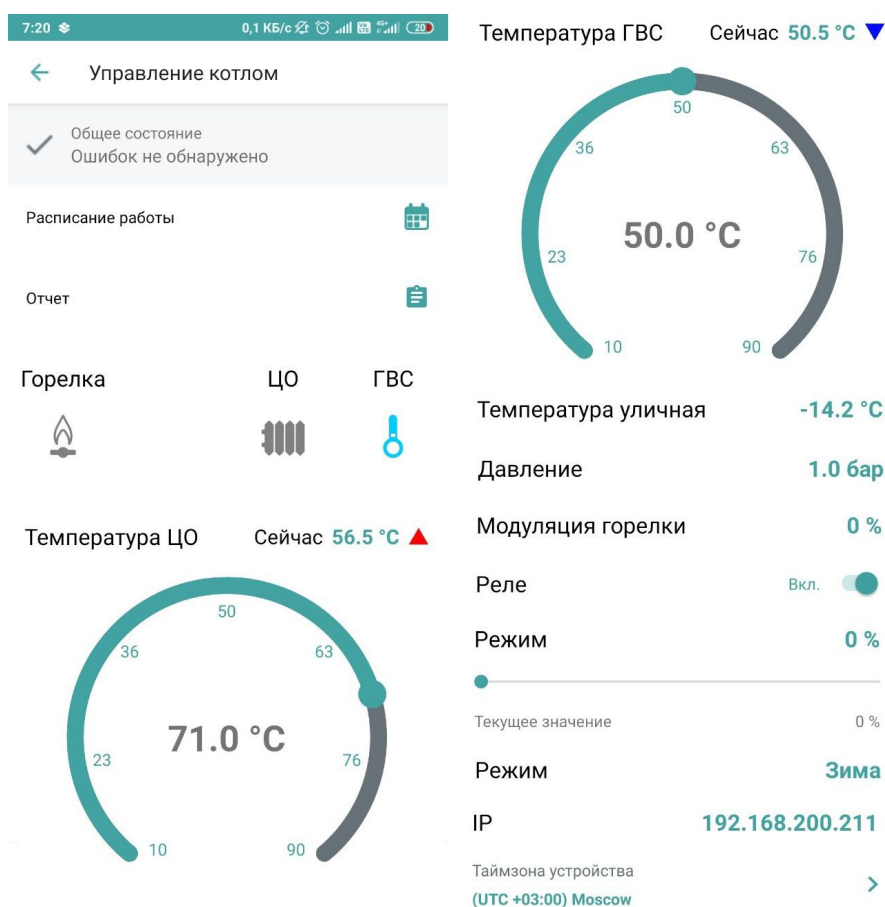 7:20 0,1 КБ/с 4G+ 20
Управление котлом
Общее состояние
Ошибок не обнаружено
Расписание работы
Отчет
Горелка ЦО ГВС
Температура ЦО Сейчас 56.5 °C
50
36 63
71.0 °C
23 76
10 90
Температура ГВС Сейчас 50.5 °C
50
36 63
50.0 °C
23 76
10 90
Температура уличная -14.2 °C
Давление 1.0 бар
Модуляция горелки 0 %
Реле Вкл.
Режим 0 %
Текущее значение 0 %
Режим Зима
IP 192.168.200.211
Таймзона устройства
(UTC +03:00) Moscow